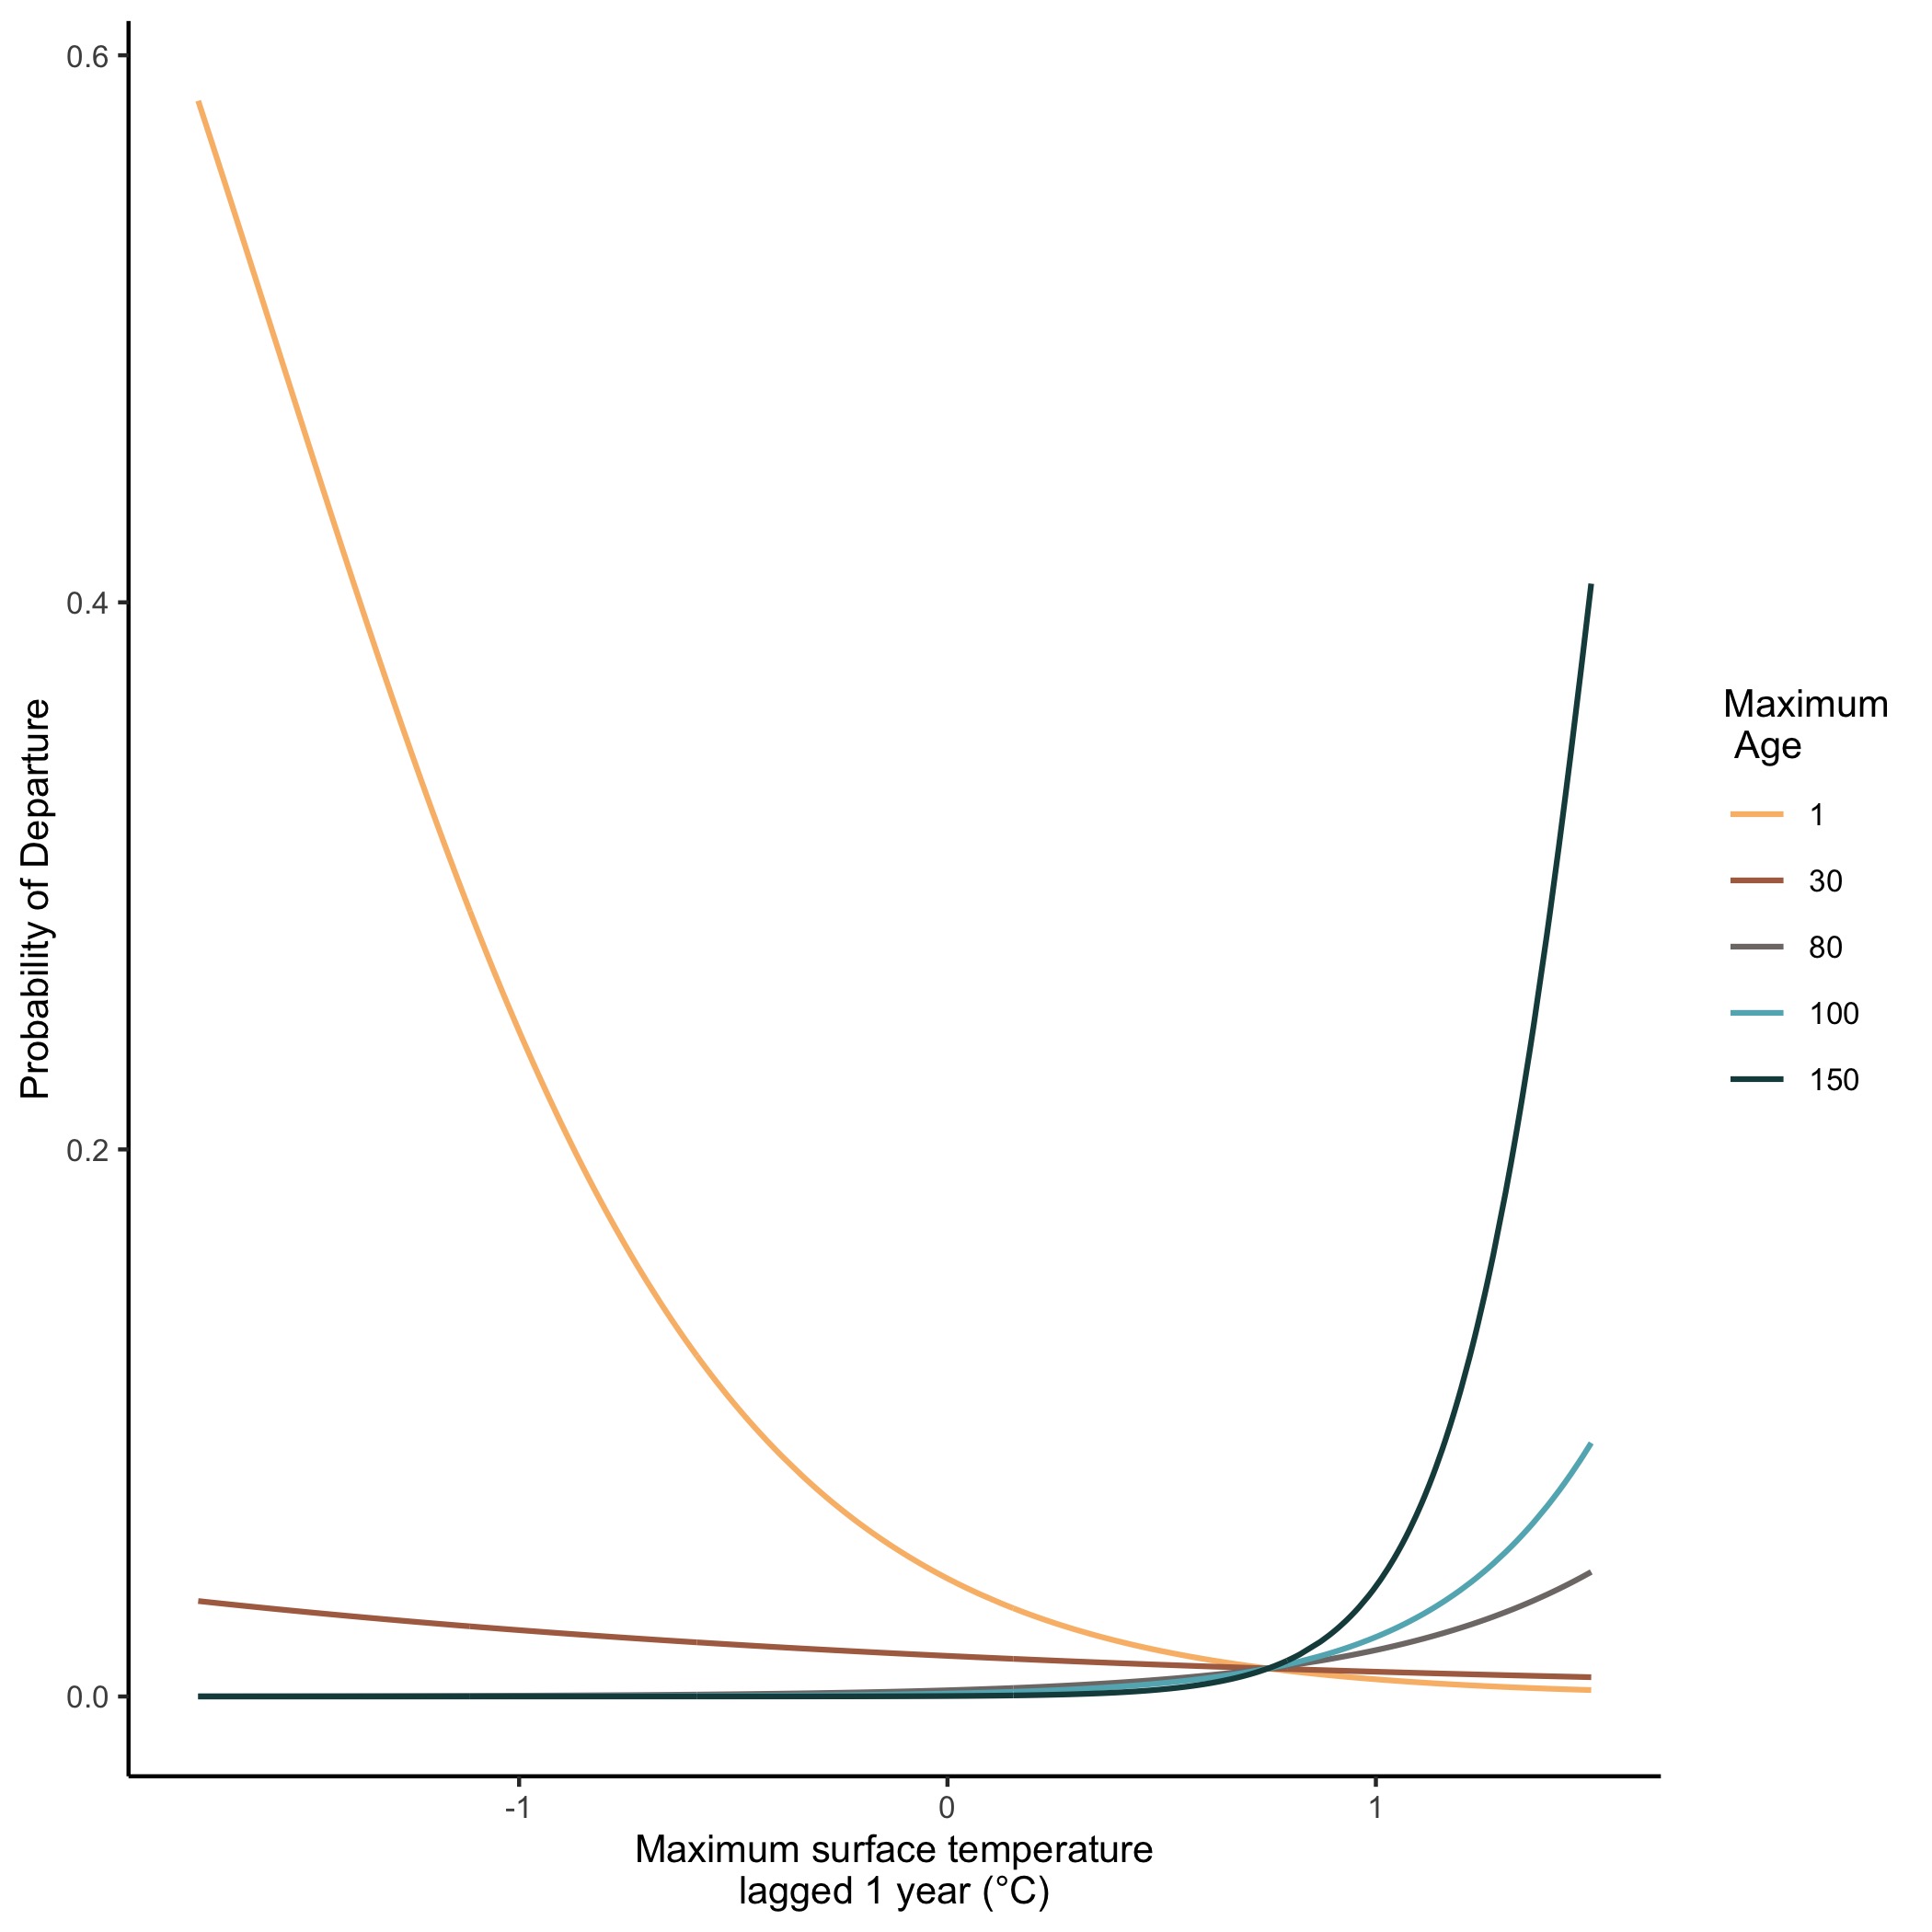 0.6
0.4
0.2
0.0
Probability of Departure
-1
0
1
Maximum surface temperature
lagged 1 year (°C)
Maximum
Age
1
30
80
100
150